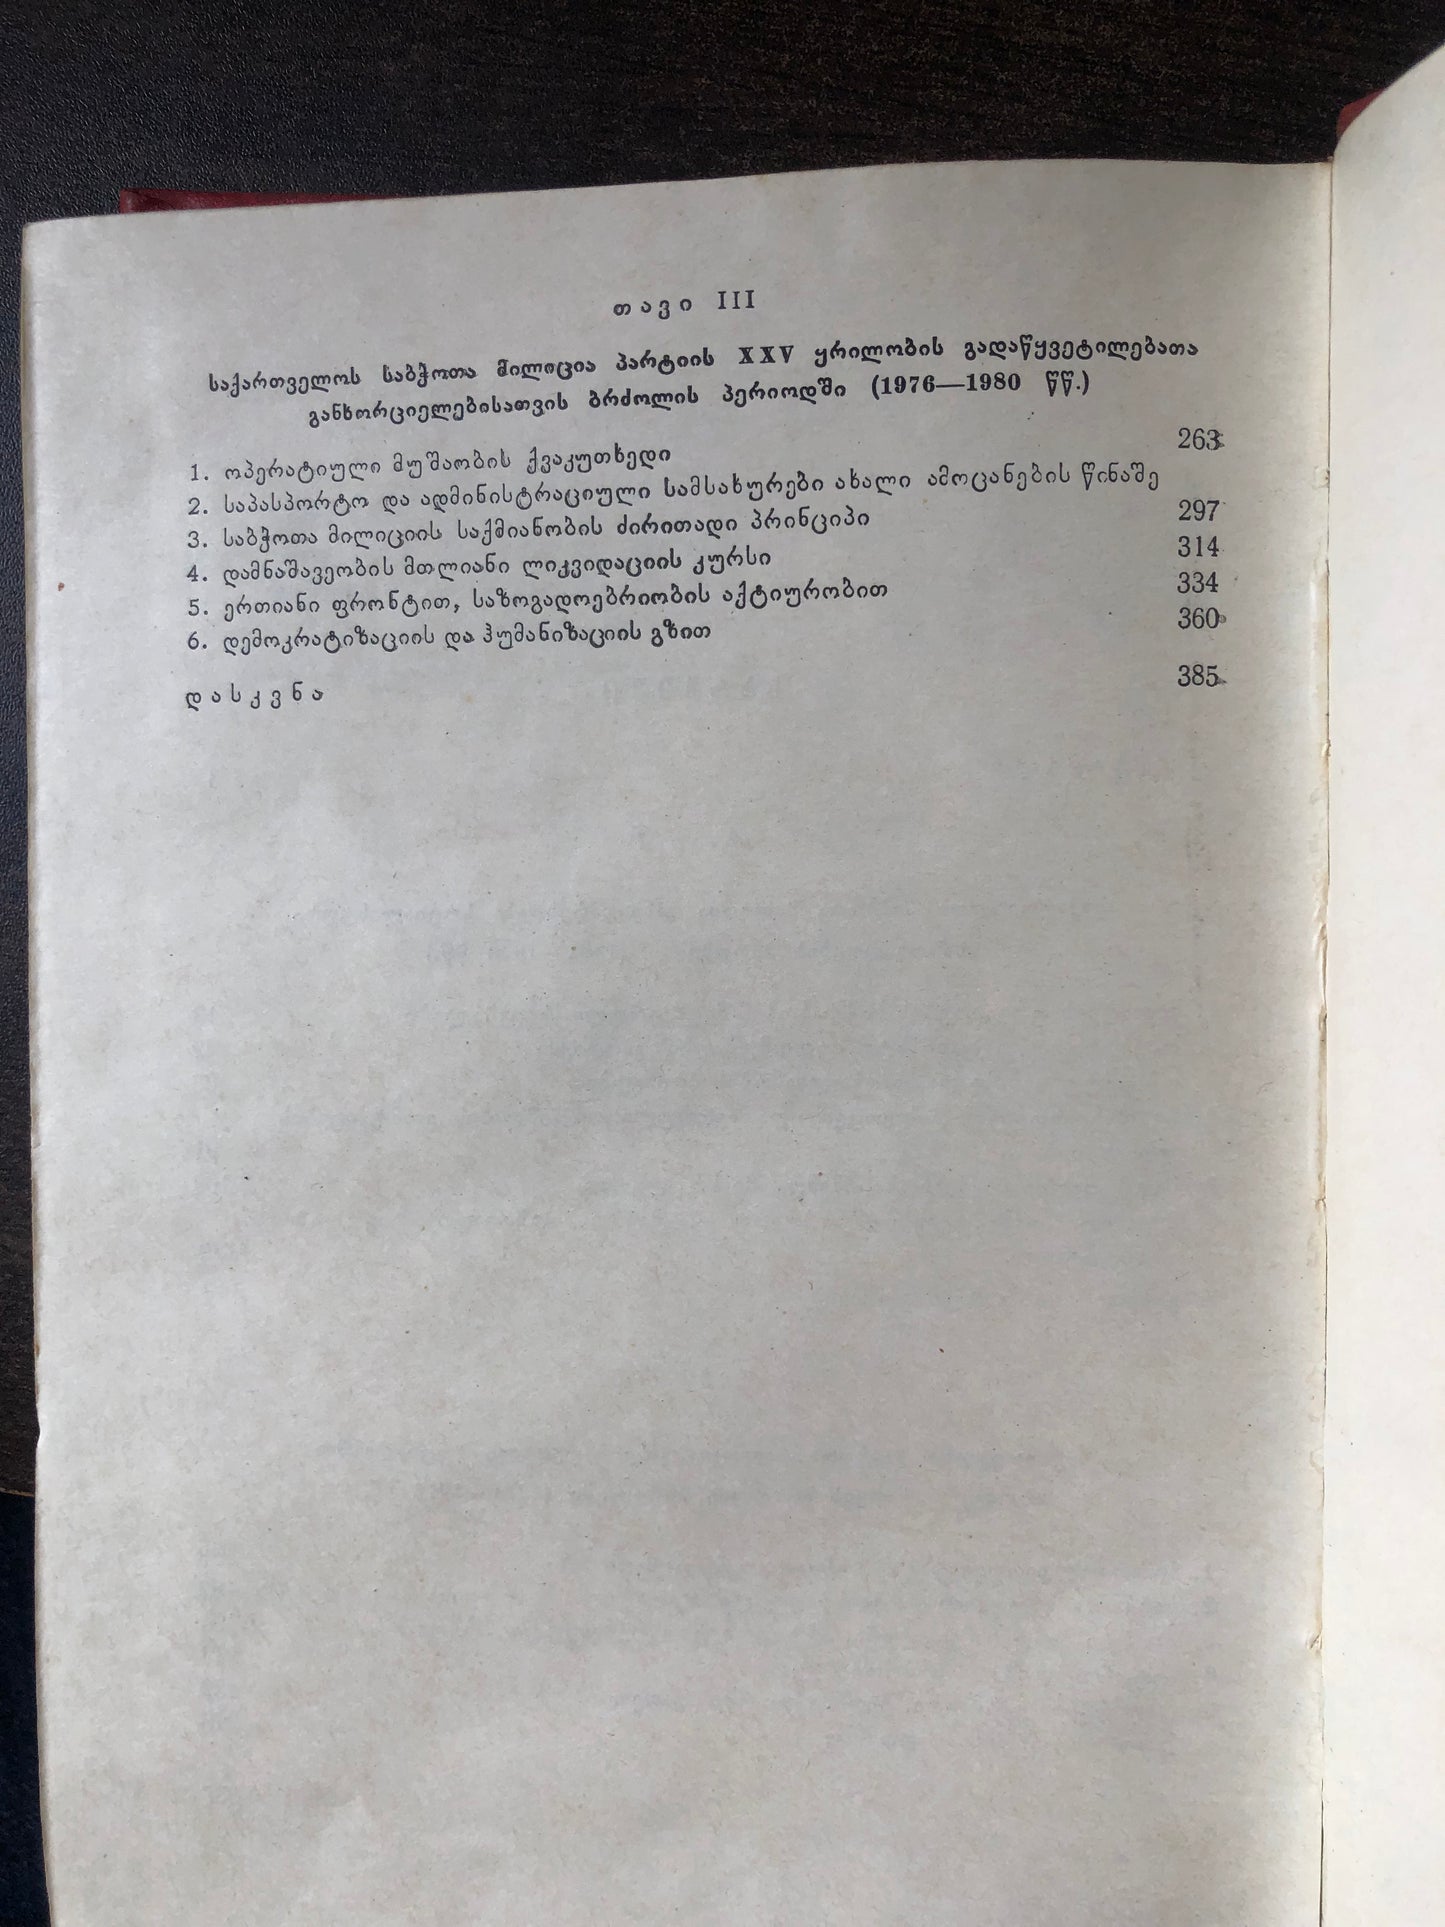 თავი III
საქართველოს საბჭოთა მილიცია პარტიის XXV ყრილობის გადაწყვეტილებათა
განხორციელებისათვის ბრძოლის პერიოდში (1976—1980 წწ.)
1. ოპერატიული მუშაობის ქვაკუთხედი 263
2. საპასპორტო და ადმინისტრაციული სამსახურები ახალი ამოცანების წინაშე
3. საბჭოთა მილიციის საქმიანობის ძირითადი პრინციპი 297
4. დამნაშავეობის მთლიანი ლიკვიდაციის კურსი 314
5. ერთიანი ფრონტით, საზოგადოებრიობის აქტიურობით 334
6. დემოკრატიზაციის და ჰუმანიზაციის გზით 360
დასკვნა 385